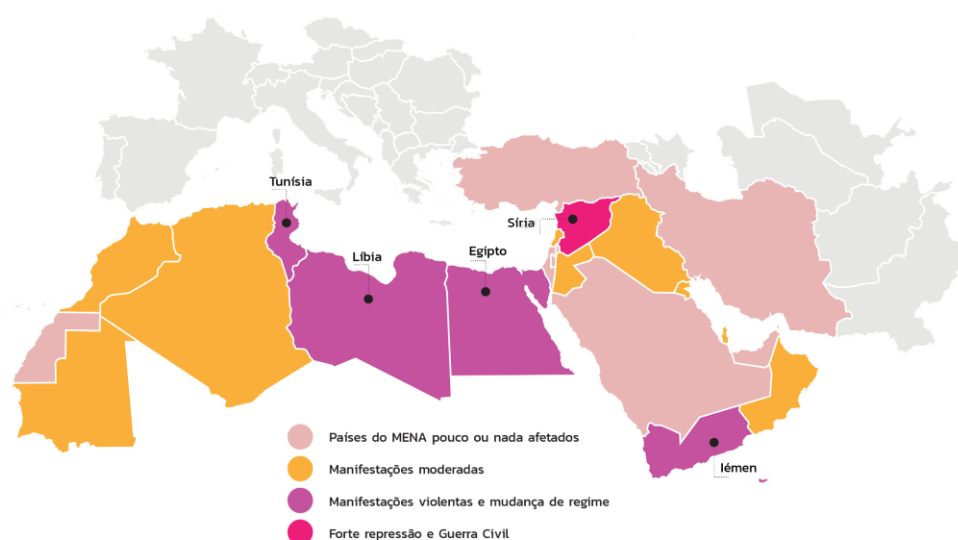 Tunísia
Síria
Líbia
Egipto
Iémen
Países do MENA pouco ou nada afetados
Manifestações moderadas
Manifestações violentas e mudança de regime
Forte repressão e Guerra Civil